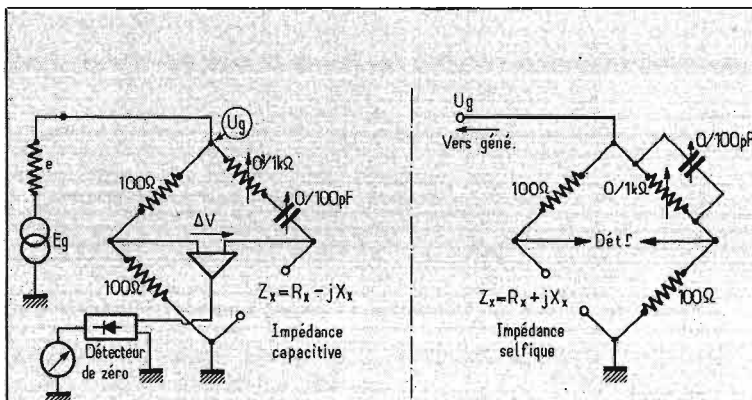 Ug
e
Eg
100Ω
0/1kΩ
0/100pF
ΔV
100Ω
Zx = Rx – jXx
Impédance
capacitive
Détecteur
de zéro
Ug
Vers géné.
100Ω
0/1kΩ
0/100pF
Dét.
Zx = Rx + jXx
100Ω
Impédance
selfique